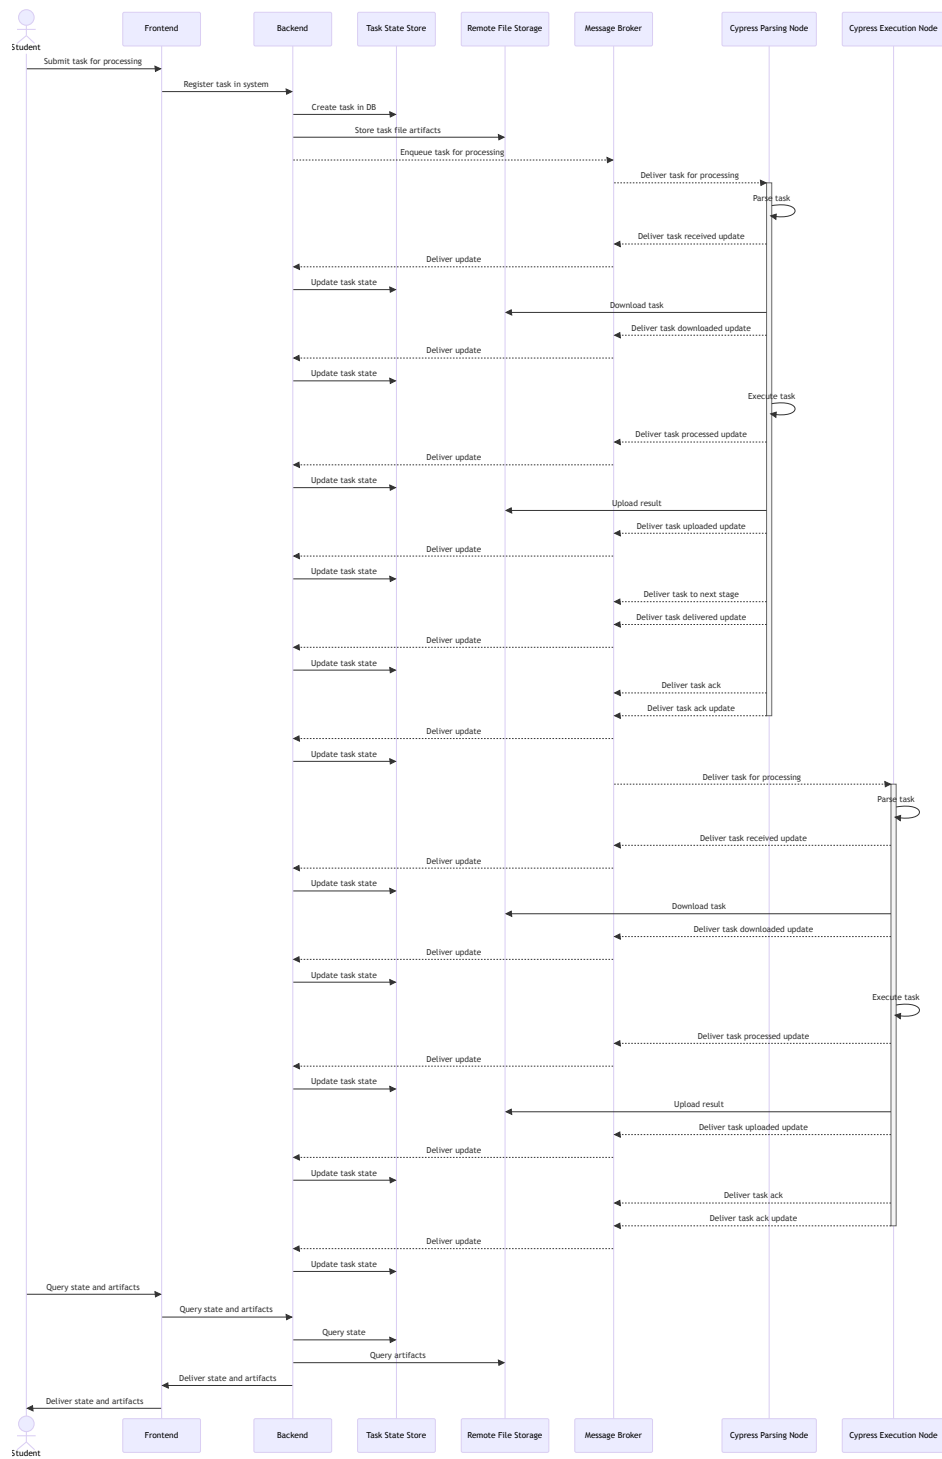 Student
Frontend
Backend
Task State Store
Remote File Storage
Message Broker
Cypress Parsing Node
Cypress Execution Node
Submit task for processing
Register task in system
Create task in DB
Store task file artifacts
Enqueue task for processing
Deliver task for processing
Parse task
Deliver task received update
Deliver update
Update task state
Download task
Deliver task downloaded update
Deliver update
Update task state
Execute task
Deliver task processed update
Deliver update
Update task state
Upload result
Deliver task uploaded update
Deliver update
Update task state
Deliver task to next stage
Deliver task delivered update
Deliver update
Update task state
Deliver task ack
Deliver task ack update
Deliver update
Update task state
Deliver task for processing
Parse task
Deliver task received update
Deliver update
Update task state
Download task
Deliver task downloaded update
Deliver update
Update task state
Execute task
Deliver task processed update
Deliver update
Update task state
Upload result
Deliver task uploaded update
Deliver update
Update task state
Deliver task ack
Deliver task ack update
Deliver update
Update task state
Query state and artifacts
Query state and artifacts
Query state
Query artifacts
Deliver state and artifacts
Deliver state and artifacts
Student
Frontend
Backend
Task State Store
Remote File Storage
Message Broker
Cypress Parsing Node
Cypress Execution Node